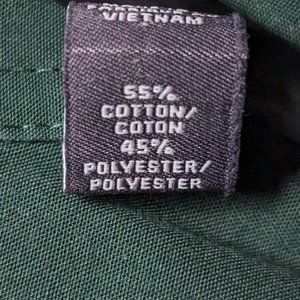 VIETNAM
55%
COTTON/
COTON
45%
POLYESTER/
POLYESTER